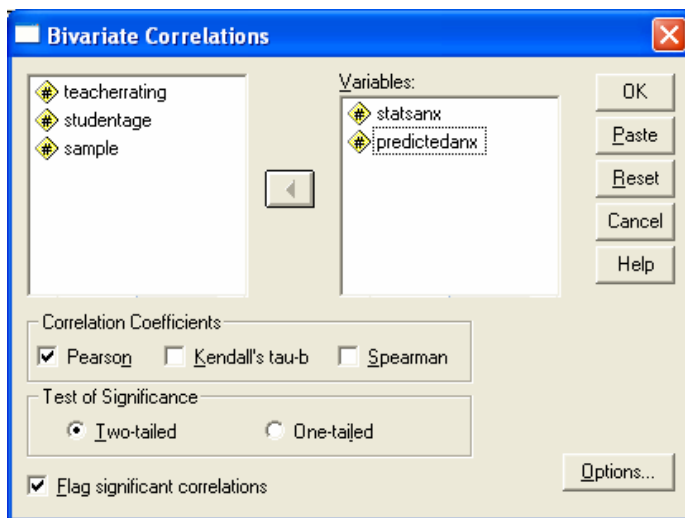 Bivariate Correlations
teacherrating
studentage
sample
Variables:
statsanx
predictedanx
OK
Paste
Reset
Cancel
Help
Correlation Coefficients
Pearson Kendall's tau-b Spearman
Test of Significance
Two-tailed One-tailed
Flag significant correlations
Options...